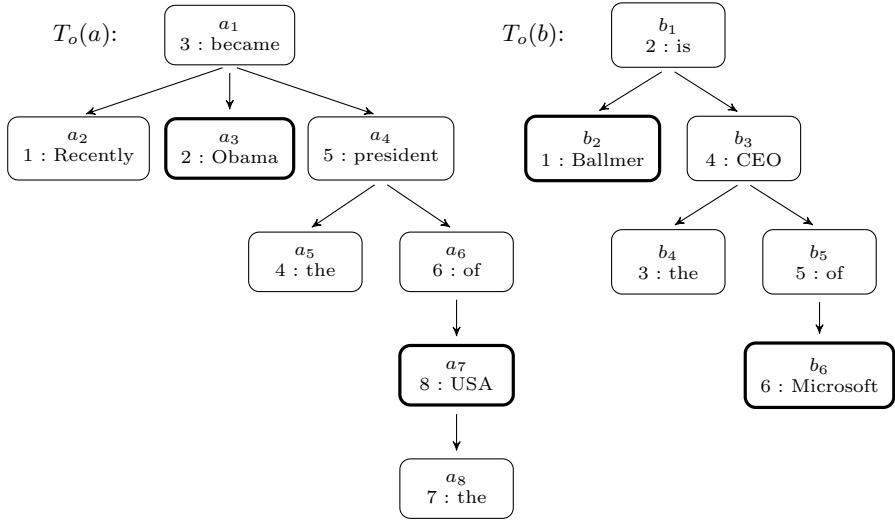 T_o(a):
a_1
3 : became
a_2
1 : Recently
a_3
2 : Obama
a_4
5 : president
a_5
4 : the
a_6
6 : of
a_7
8 : USA
a_8
7 : the
T_o(b):
b_1
2 : is
b_2
1 : Ballmer
b_3
4 : CEO
b_4
3 : the
b_5
5 : of
b_6
6 : Microsoft